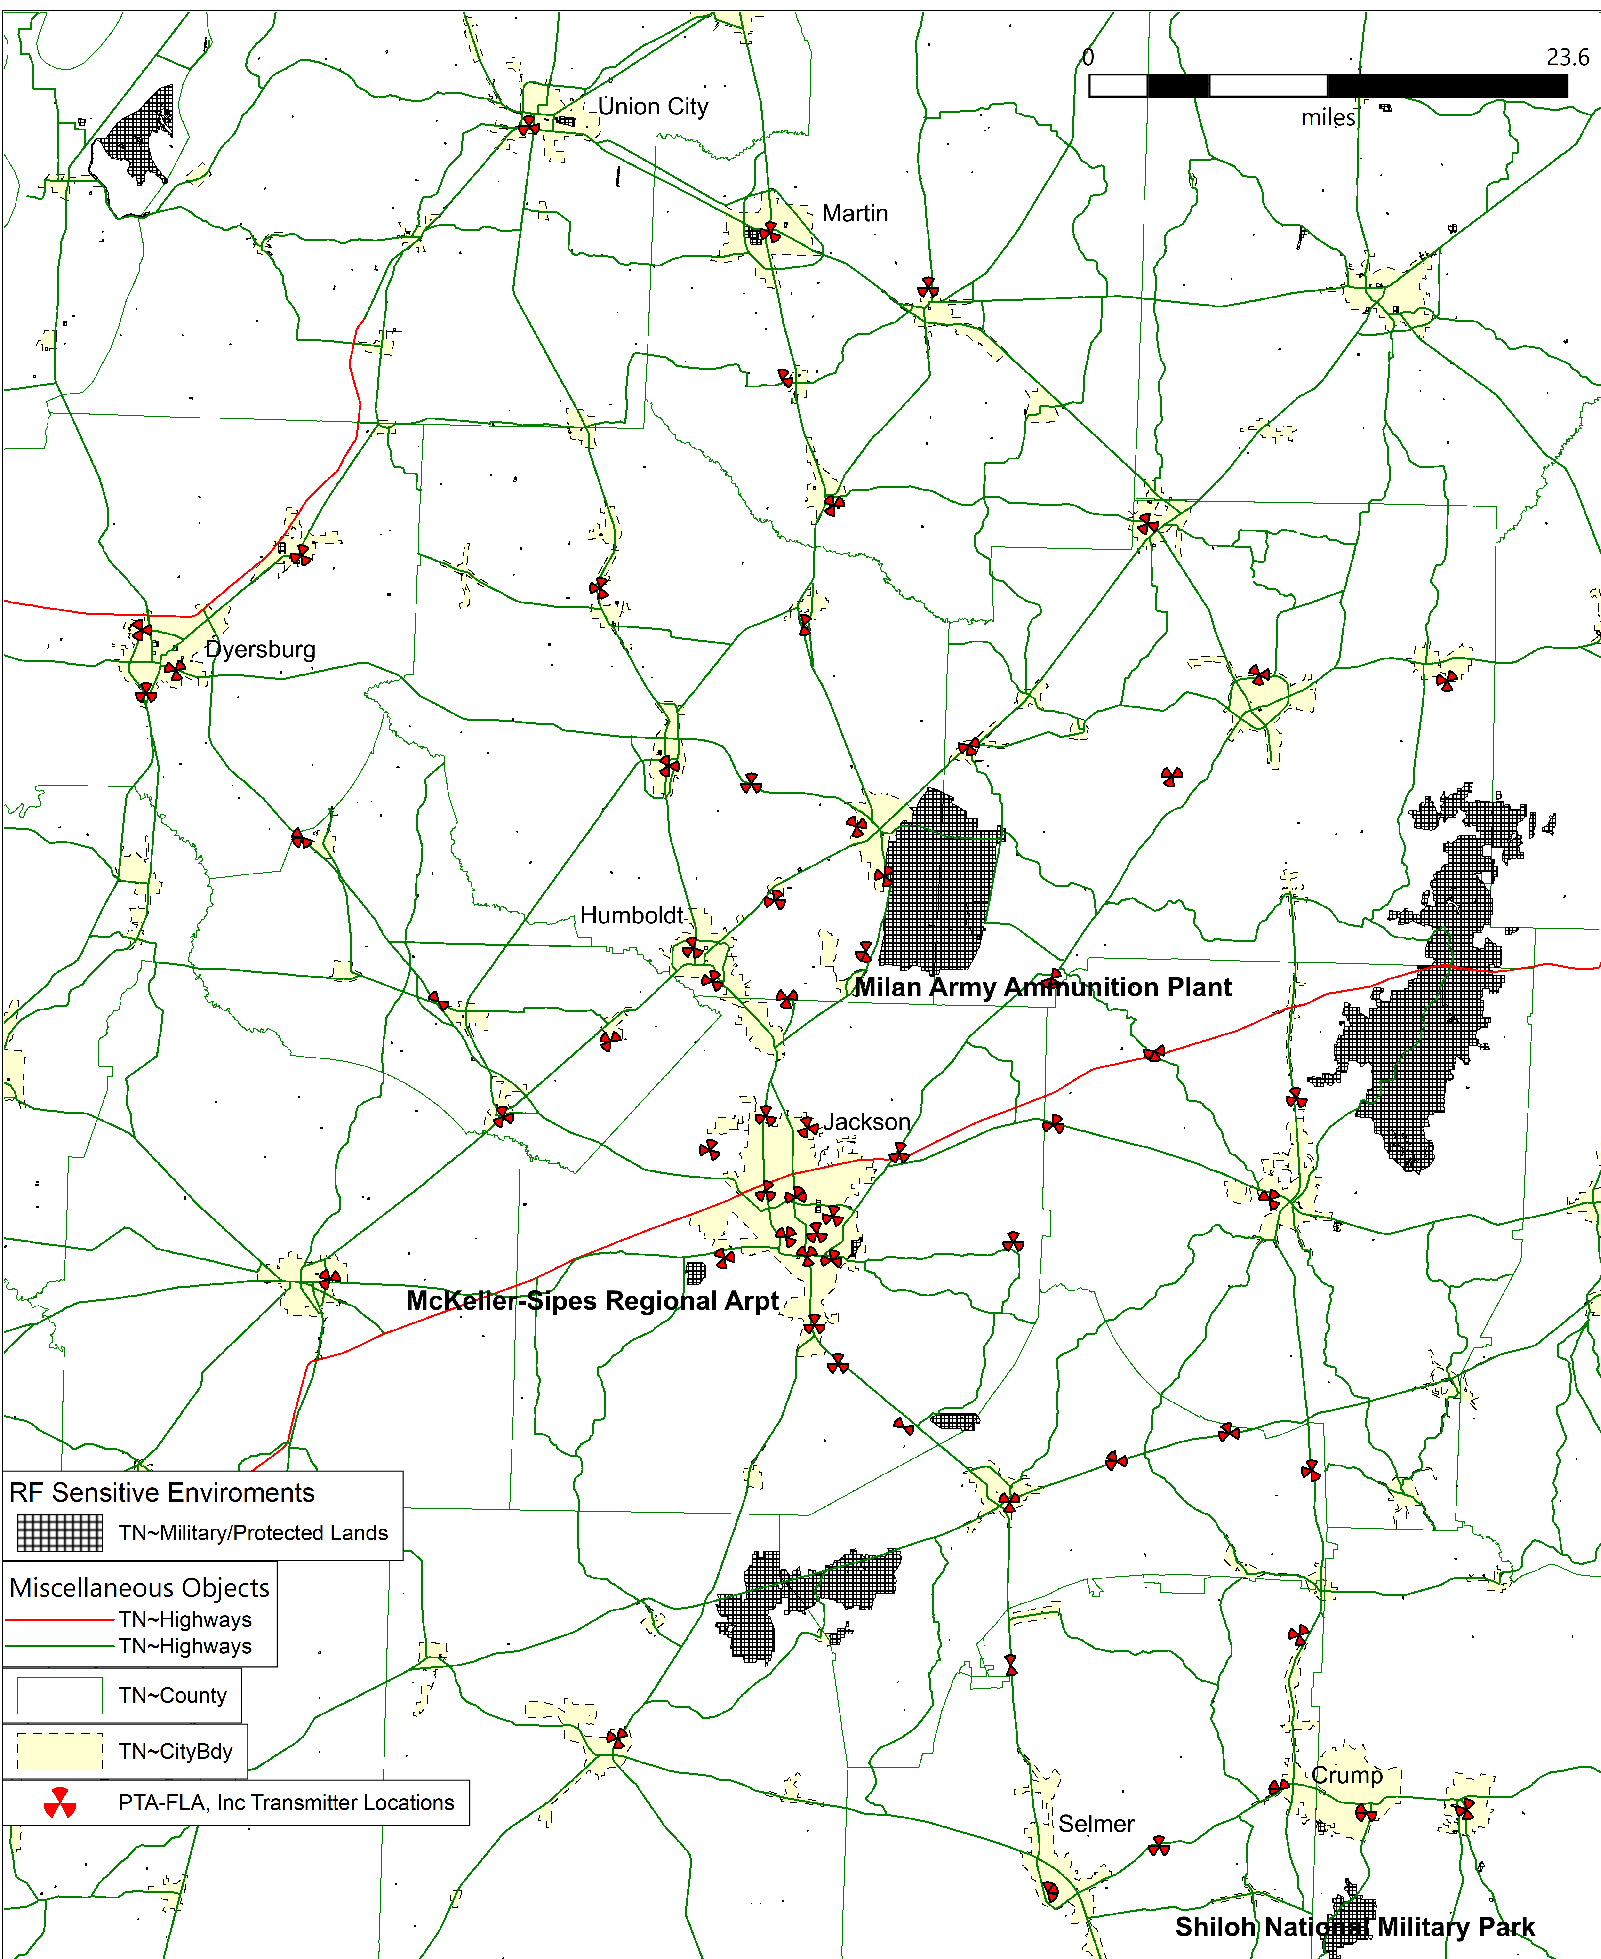 0 23.6
miles
Union City
Martin
Dyersburg
Humboldt
Milan Army Ammunition Plant
Jackson
McKeller-Sipes Regional Arpt
RF Sensitive Enviroments
TN~Military/Protected Lands
Miscellaneous Objects
TN~Highways
TN~Highways
TN~County
TN~CityBdy
PTA-FLA, Inc Transmitter Locations
Crump
Selmer
Shiloh National Military Park